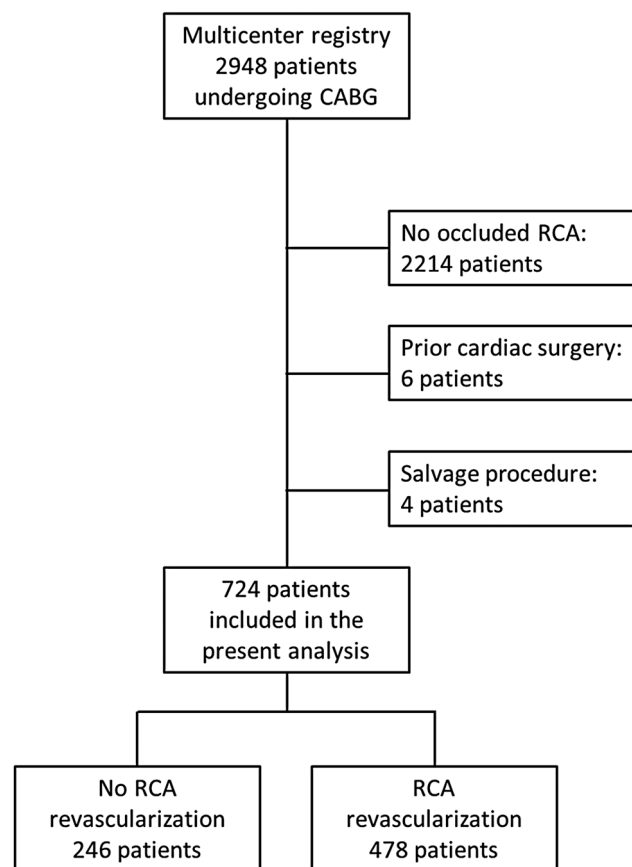 Multicenter registry
2948 patients
undergoing CABG
No occluded RCA:
2214 patients
Prior cardiac surgery:
6 patients
Salvage procedure:
4 patients
724 patients
included in the
present analysis
No RCA
revascularization
246 patients
RCA
revascularization
478 patients